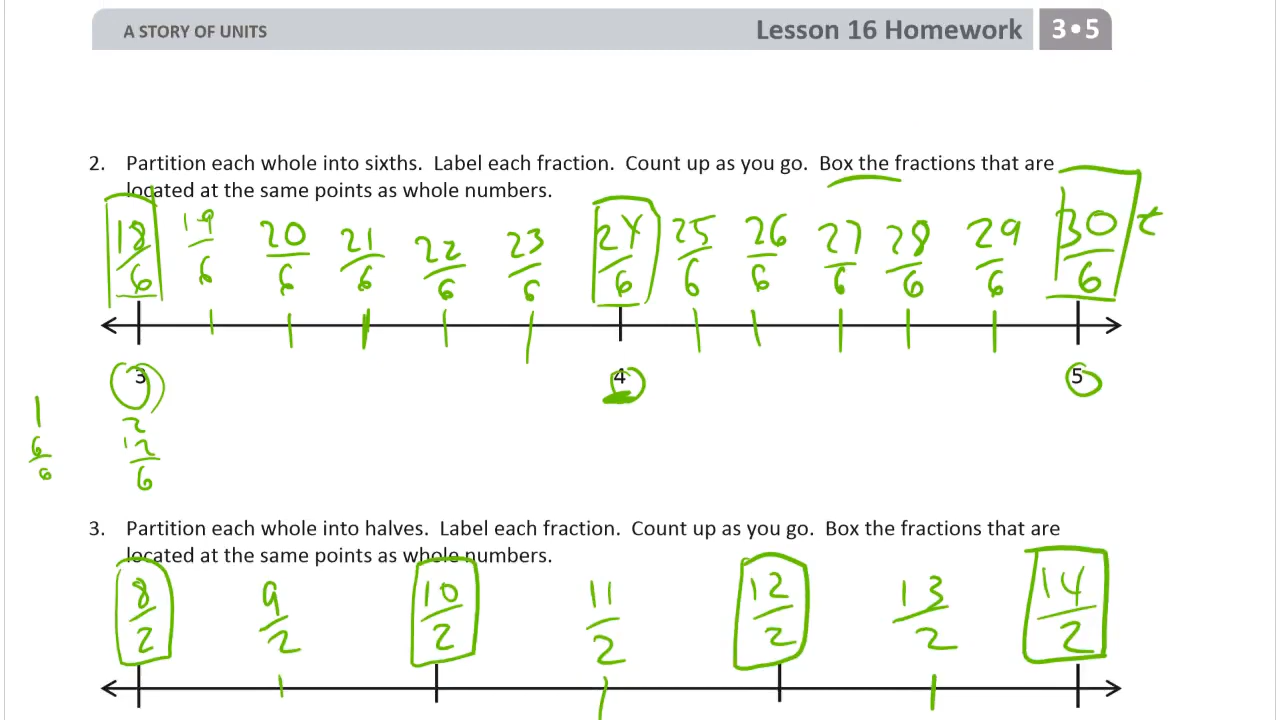 A STORY OF UNITS
Lesson 16 Homework
3•5
2. Partition each whole into sixths. Label each fraction. Count up as you go. Box the fractions that are
located at the same points as whole numbers.
18/6 19/6 20/6 21/6 22/6 23/6 24/6 25/6 26/6 27/6 28/6 29/6 30/6
3 4 5
1 2
6/6 12/6
3. Partition each whole into halves. Label each fraction. Count up as you go. Box the fractions that are
located at the same points as whole numbers.
8/2 9/2 10/2 11/2 12/2 13/2 14/2